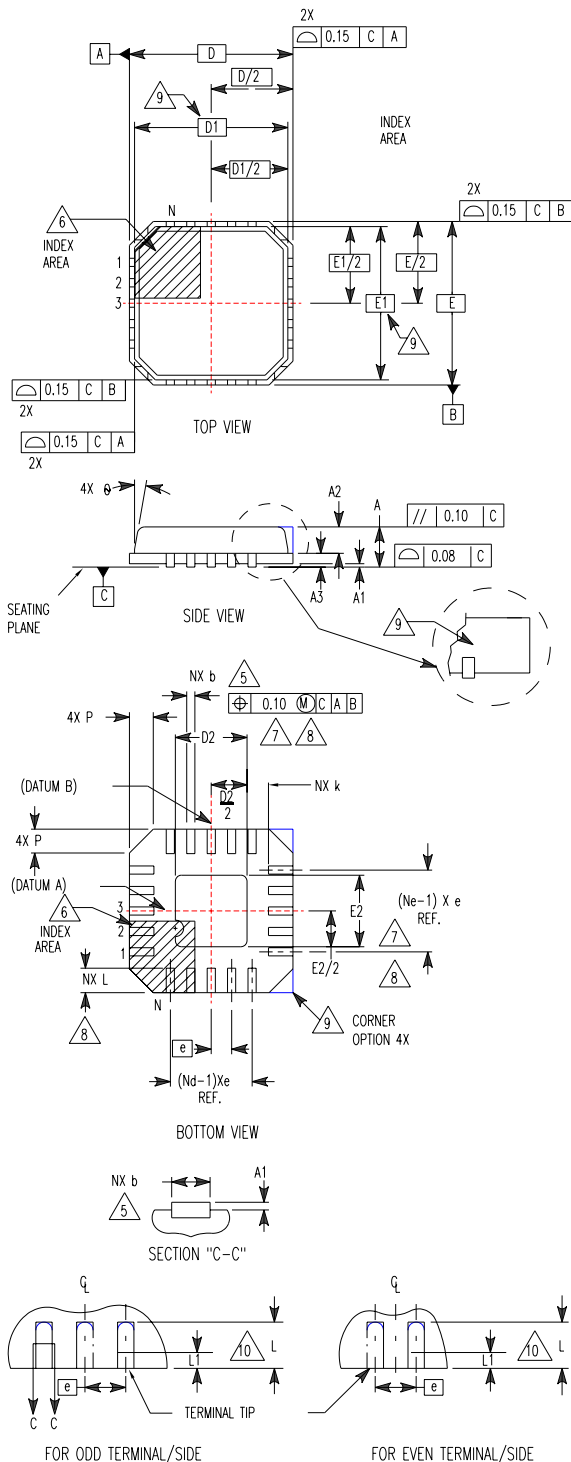 2X
⌓ 0.15 C A
A
D
D/2
9
D1
INDEX
AREA
D1/2
2X
⌓ 0.15 C B
N
6
INDEX
AREA
1
2
3
E1/2
E/2
E1
E
9
⌓ 0.15 C B
2X
B
⌓ 0.15 C A
2X
TOP VIEW
4X
A2
A
// 0.10 C
⌓ 0.08 C
C
A3
A1
SEATING
PLANE
SIDE VIEW
9
NX b
5
⌖ 0.10 Ⓜ C A B
4X P
D2
7
8
(DATUM B)
D2
2
NX k
4X P
(DATUM A)
6
INDEX
AREA
3
2
1
E2
(Ne-1) X e
REF.
7
E2/2
8
NX L
8
N
9
CORNER
OPTION 4X
e
(Nd-1)Xe
REF.
BOTTOM VIEW
NX b
5
A1
SECTION "C-C"
CL
CL
10
L
L1
10
L
L1
e
e
C C
TERMINAL TIP
FOR ODD TERMINAL/SIDE
FOR EVEN TERMINAL/SIDE